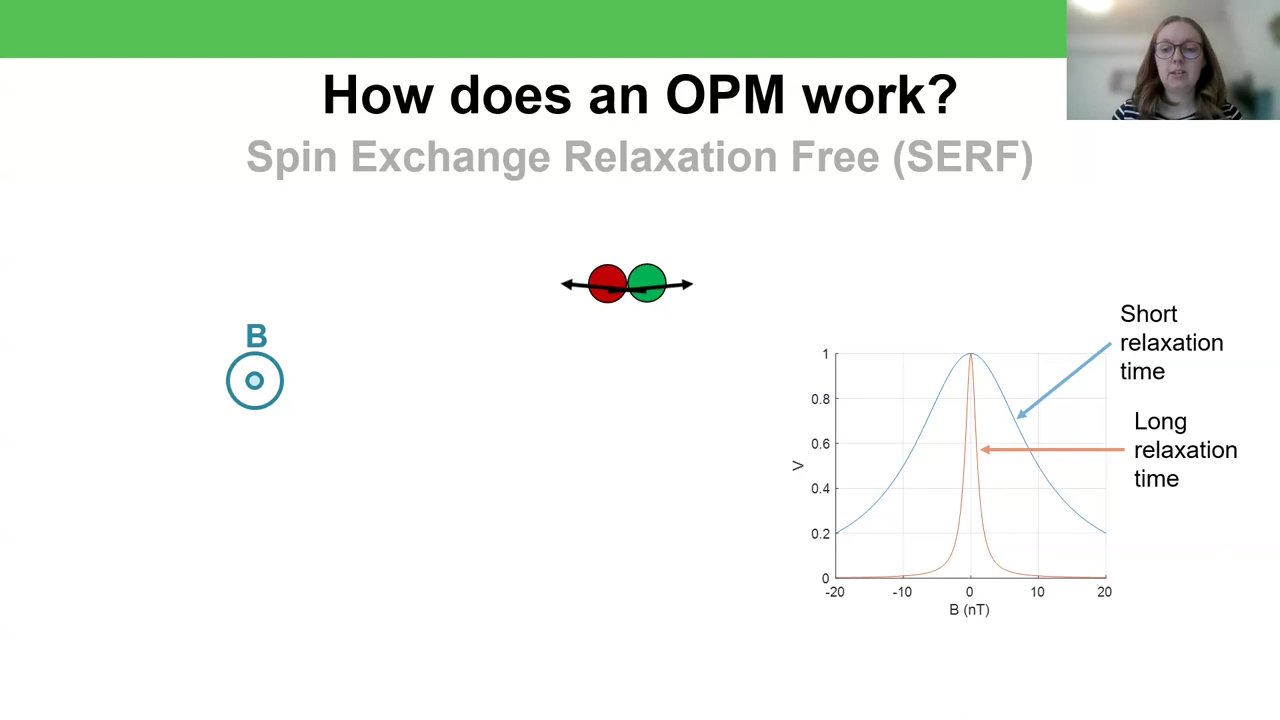 How does an OPM work?
Spin Exchange Relaxation Free (SERF)
B
Short
relaxation
time
Long
relaxation
time
1
0.8
0.6
0.4
0.2
0
V
-20 -10 0 10 20
B (nT)